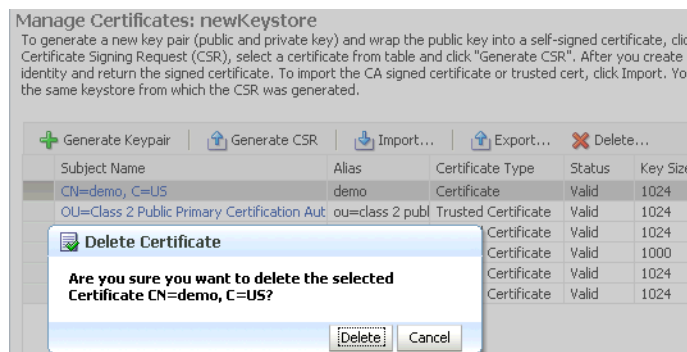 Manage Certificates: newKeystore
To generate a new key pair (public and private key) and wrap the public key into a self-signed certificate, clic
Certificate Signing Request (CSR), select a certificate from table and click "Generate CSR". After you create
identity and return the signed certificate. To import the CA signed certificate or trusted cert, click Import. Yo
the same keystore from which the CSR was generated.
Generate Keypair Generate CSR Import... Export... Delete...
Subject Name Alias Certificate Type Status Key Size
CN=demo, C=US demo Certificate Valid 1024
OU=Class 2 Public Primary Certification Aut ou=class 2 publ Trusted Certificate Valid 1024
Certificate Valid 1024
Certificate Valid 1000
Certificate Valid 1024
Certificate Valid 1024
Delete Certificate
Are you sure you want to delete the selected
Certificate CN=demo, C=US?
Delete Cancel